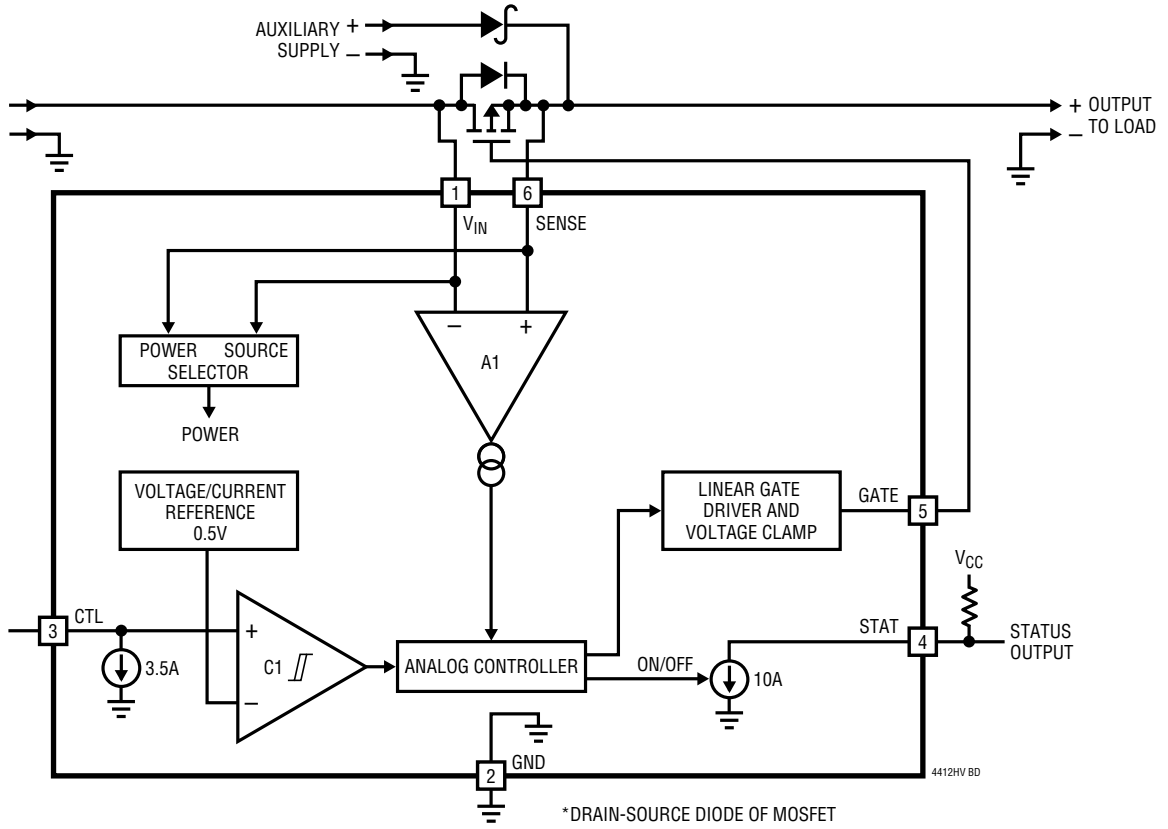 AUXILIARY +
SUPPLY –
+ OUTPUT
– TO LOAD
1
6
VIN
SENSE
– +
A1
POWER SOURCE
SELECTOR
POWER
VOLTAGE/CURRENT
REFERENCE
0.5V
LINEAR GATE
DRIVER AND
VOLTAGE CLAMP
GATE
5
VCC
3
CTL
+
C1
–
3.5A
ANALOG CONTROLLER
ON/OFF
STAT
4
STATUS
OUTPUT
10A
2
GND
4412HV BD
*DRAIN-SOURCE DIODE OF MOSFET